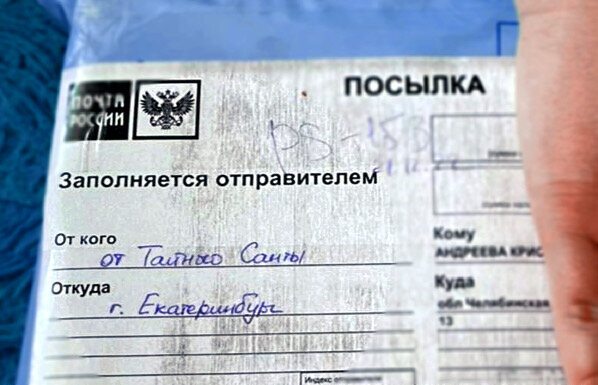 ПОЧТА
РОССИИ
ПОСЫЛКА
Заполняется отправителем
От кого от Тайного Санты
Откуда г. Екатеринбург
Кому
АНДРЕЕВА КРИС
Куда
обл Челябинская
13
Индекс